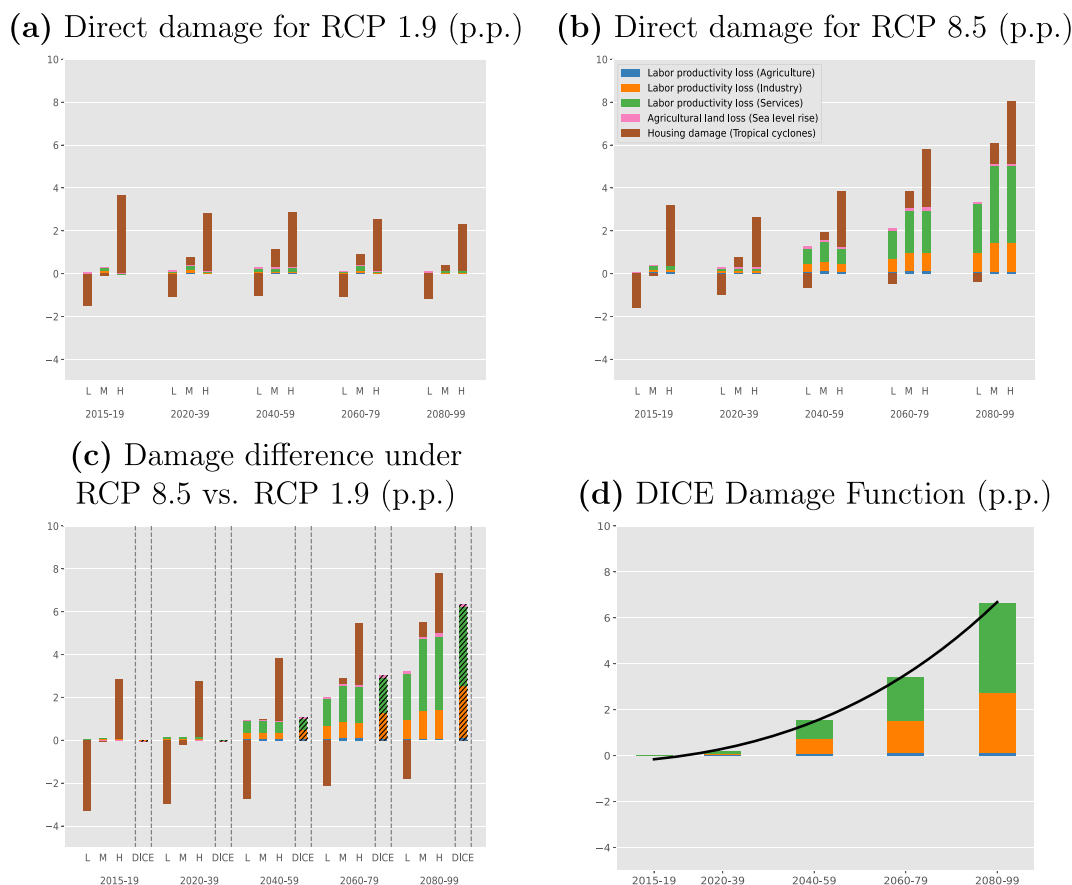 (a) Direct damage for RCP 1.9 (p.p.)
10
8
6
4
2
0
−2
−4
L M H L M H L M H L M H L M H
2015-19 2020-39 2040-59 2060-79 2080-99
(b) Direct damage for RCP 8.5 (p.p.)
10
8
6
4
2
0
−2
−4
Labor productivity loss (Agriculture)
Labor productivity loss (Industry)
Labor productivity loss (Services)
Agricultural land loss (Sea level rise)
Housing damage (Tropical cyclones)
L M H L M H L M H L M H L M H
2015-19 2020-39 2040-59 2060-79 2080-99
(c) Damage difference under
RCP 8.5 vs. RCP 1.9 (p.p.)
10
8
6
4
2
0
−2
−4
L M H DICE L M H DICE L M H DICE L M H DICE L M H DICE
2015-19 2020-39 2040-59 2060-79 2080-99
(d) DICE Damage Function (p.p.)
10
8
6
4
2
0
−2
−4
2015-19 2020-39 2040-59 2060-79 2080-99